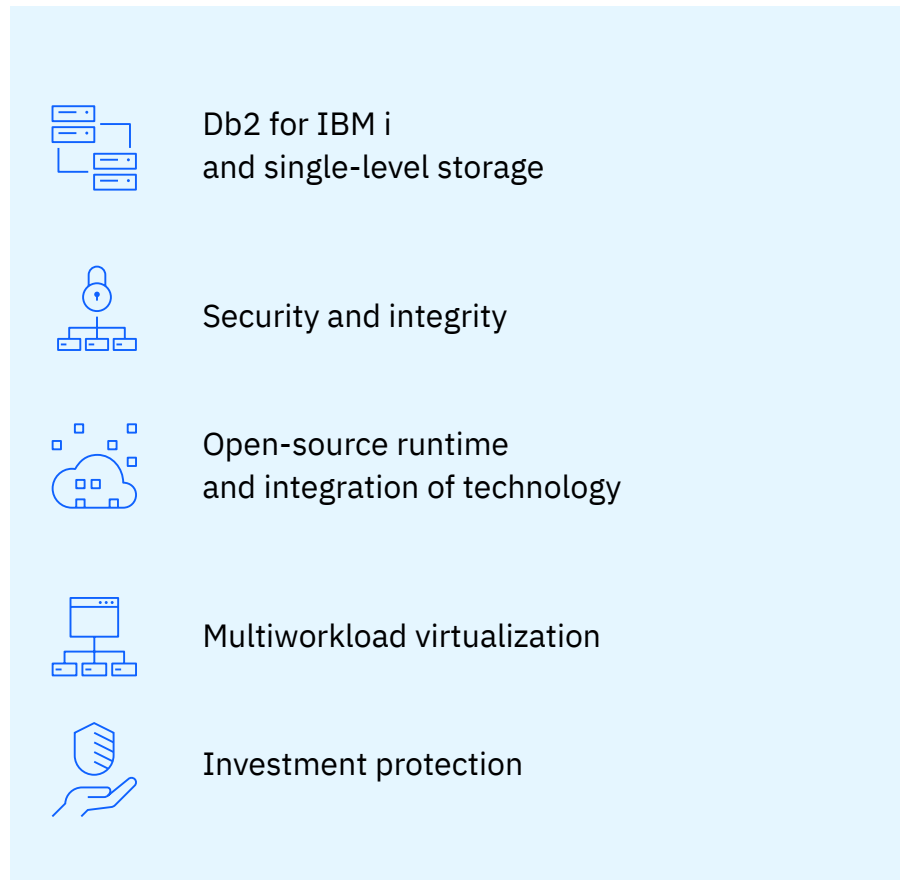 Db2 for IBM i
and single-level storage
Security and integrity
Open-source runtime
and integration of technology
Multiworkload virtualization
Investment protection